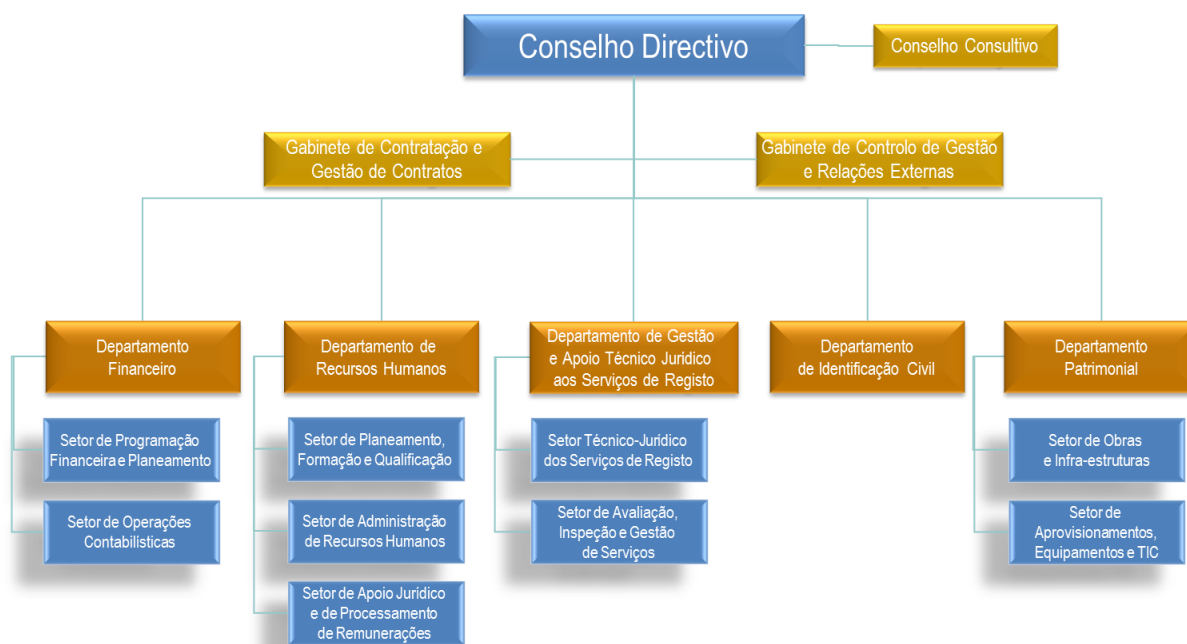 Conselho Directivo
Conselho Consultivo
Gabinete de Contratação e
Gestão de Contratos
Gabinete de Controlo de Gestão
e Relações Externas
Departamento
Financeiro
Departamento de
Recursos Humanos
Departamento de Gestão
e Apoio Técnico Jurídico
aos Serviços de Registo
Departamento
de Identificação Civil
Departamento
Patrimonial
Setor de Programação
Financeira e Planeamento
Setor de Operações
Contabilísticas
Setor de Planeamento,
Formação e Qualificação
Setor de Administração
de Recursos Humanos
Setor de Apoio Jurídico
e de Processamento
de Remunerações
Setor Técnico-Jurídico
dos Serviços de Registo
Setor de Avaliação,
Inspeção e Gestão
de Serviços
Setor de Obras
e Infra-estruturas
Setor de
Aprovisionamentos,
Equipamentos e TIC